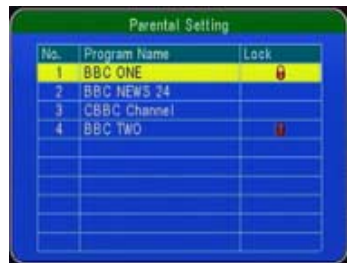 Parental Setting
No. Program Name Lock
1 BBC ONE
2 BBC NEWS 24
3 CBBC Channel
4 BBC TWO